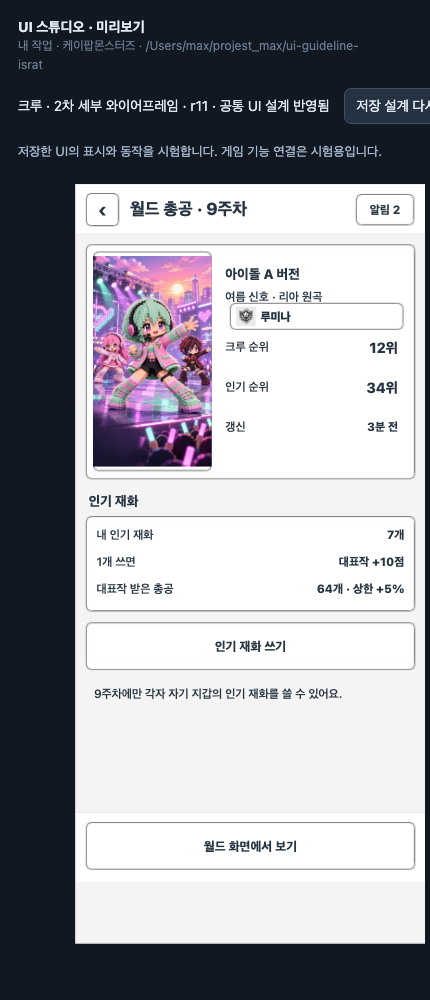 UI 스튜디오 · 미리보기
내 작업 · 케이팝몬스터즈 · /Users/max/projest_max/ui-guideline-
israt
크루 · 2차 세부 와이어프레임 · r11 · 공통 UI 설계 반영됨
저장 설계 다시
저장한 UI의 표시와 동작을 시험합니다. 게임 기능 연결은 시험용입니다.
‹
월드 총공 · 9주차
알림 2
아이돌 A 버전
여름 신호 · 리아 원곡
루미나
크루 순위 12위
인기 순위 34위
갱신 3분 전
인기 재화
내 인기 재화 7개
1개 쓰면 대표작 +10점
대표작 받은 총공 64개 · 상한 +5%
인기 재화 쓰기
9주차에만 각자 자기 지갑의 인기 재화를 쓸 수 있어요.
월드 화면에서 보기